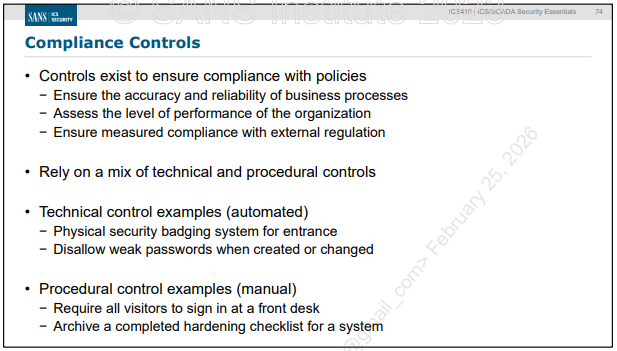 © SANS Institute 2026
SANS ICS SECURITY
ICS410 | ICS/SCADA Security Essentials 74
Compliance Controls
• Controls exist to ensure compliance with policies
– Ensure the accuracy and reliability of business processes
– Assess the level of performance of the organization
– Ensure measured compliance with external regulation
• Rely on a mix of technical and procedural controls
• Technical control examples (automated)
– Physical security badging system for entrance
– Disallow weak passwords when created or changed
• Procedural control examples (manual)
– Require all visitors to sign in at a front desk
– Archive a completed hardening checklist for a system
@gmail_com> February 25, 2026